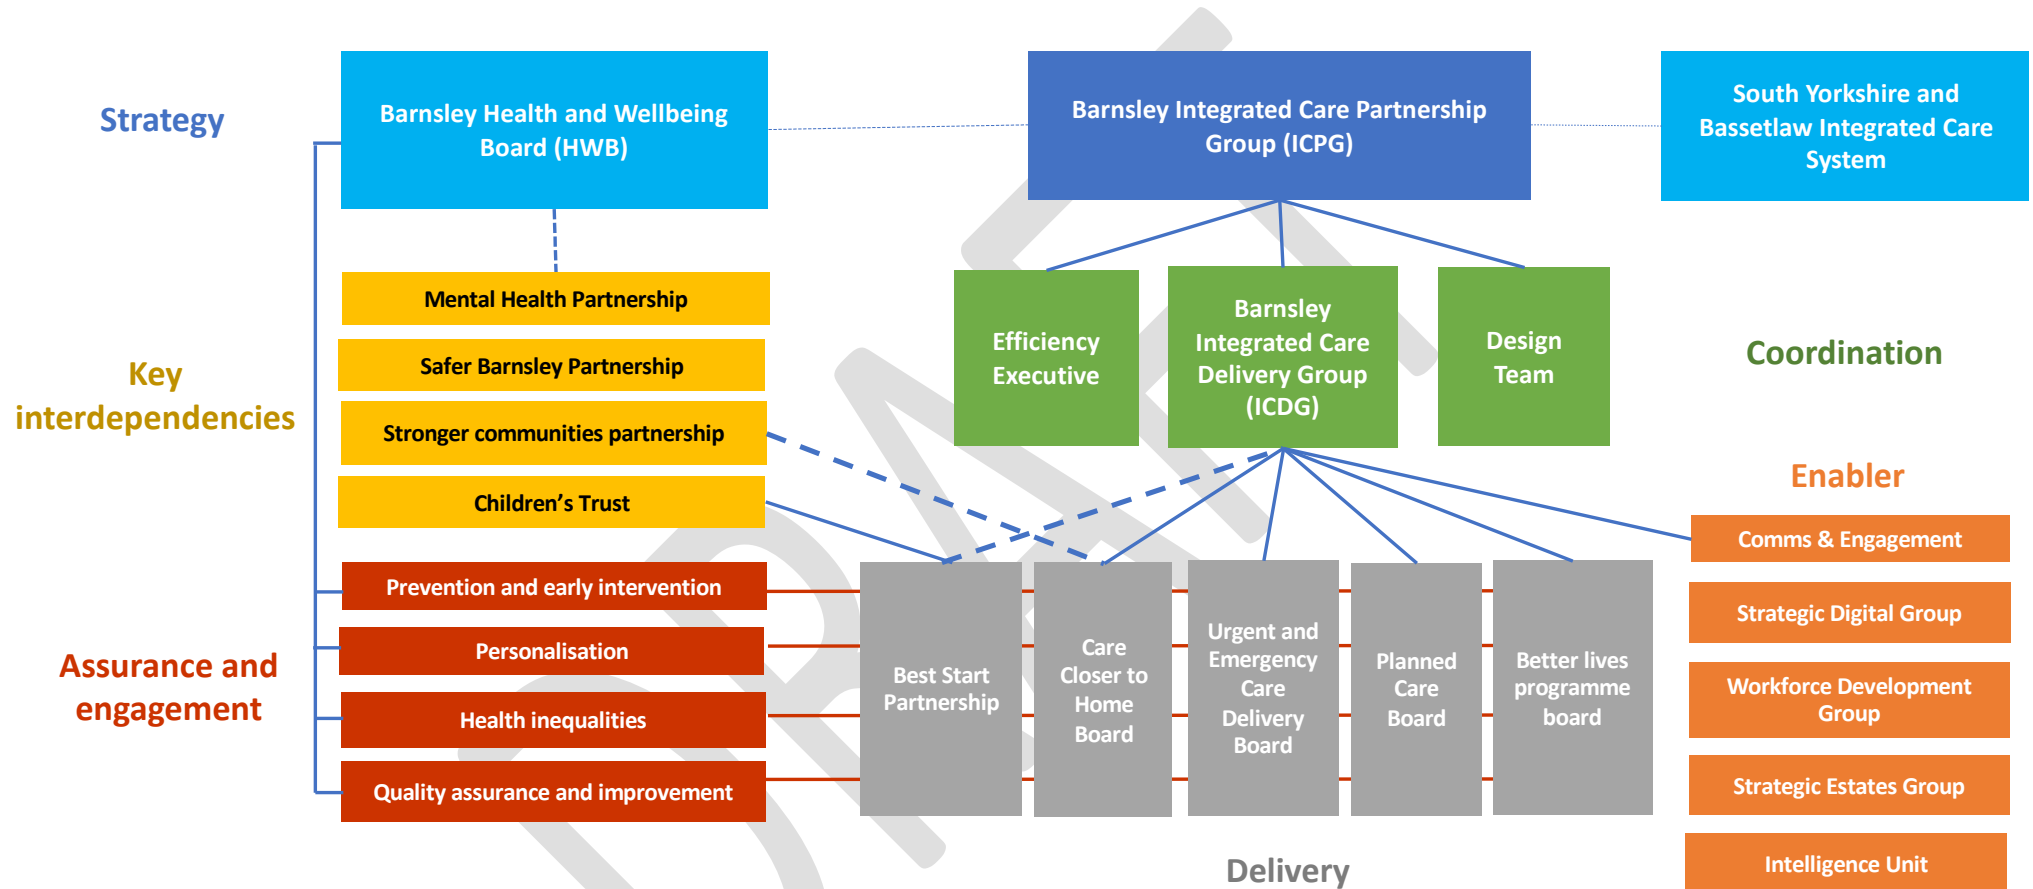 Strategy
Barnsley Health and Wellbeing
Board (HWB)
Barnsley Integrated Care Partnership
Group (ICPG)
South Yorkshire and
Bassetlaw Integrated Care
System
Key
interdependencies
Mental Health Partnership
Safer Barnsley Partnership
Stronger communities partnership
Children’s Trust
Efficiency
Executive
Barnsley
Integrated Care
Delivery Group
(ICDG)
Design
Team
Coordination
Enabler
Comms & Engagement
Strategic Digital Group
Workforce Development
Group
Strategic Estates Group
Intelligence Unit
Assurance and
engagement
Prevention and early intervention
Personalisation
Health inequalities
Quality assurance and improvement
Best Start
Partnership
Care
Closer to
Home
Board
Urgent and
Emergency
Care
Delivery
Board
Planned
Care
Board
Better lives
programme
board
Delivery
DRAFT